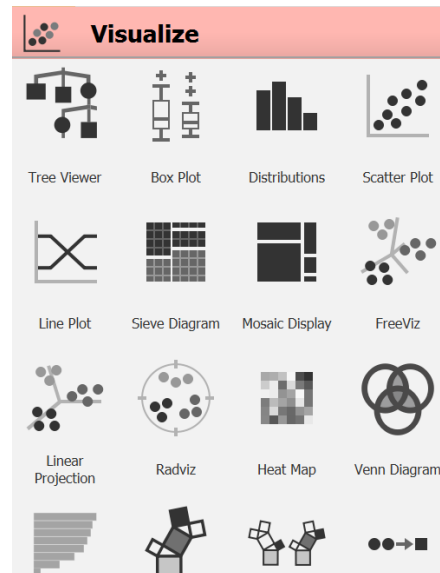 Visualize
Tree Viewer
Box Plot
Distributions
Scatter Plot
Line Plot
Sieve Diagram
Mosaic Display
FreeViz
Linear
Projection
Radviz
Heat Map
Venn Diagram